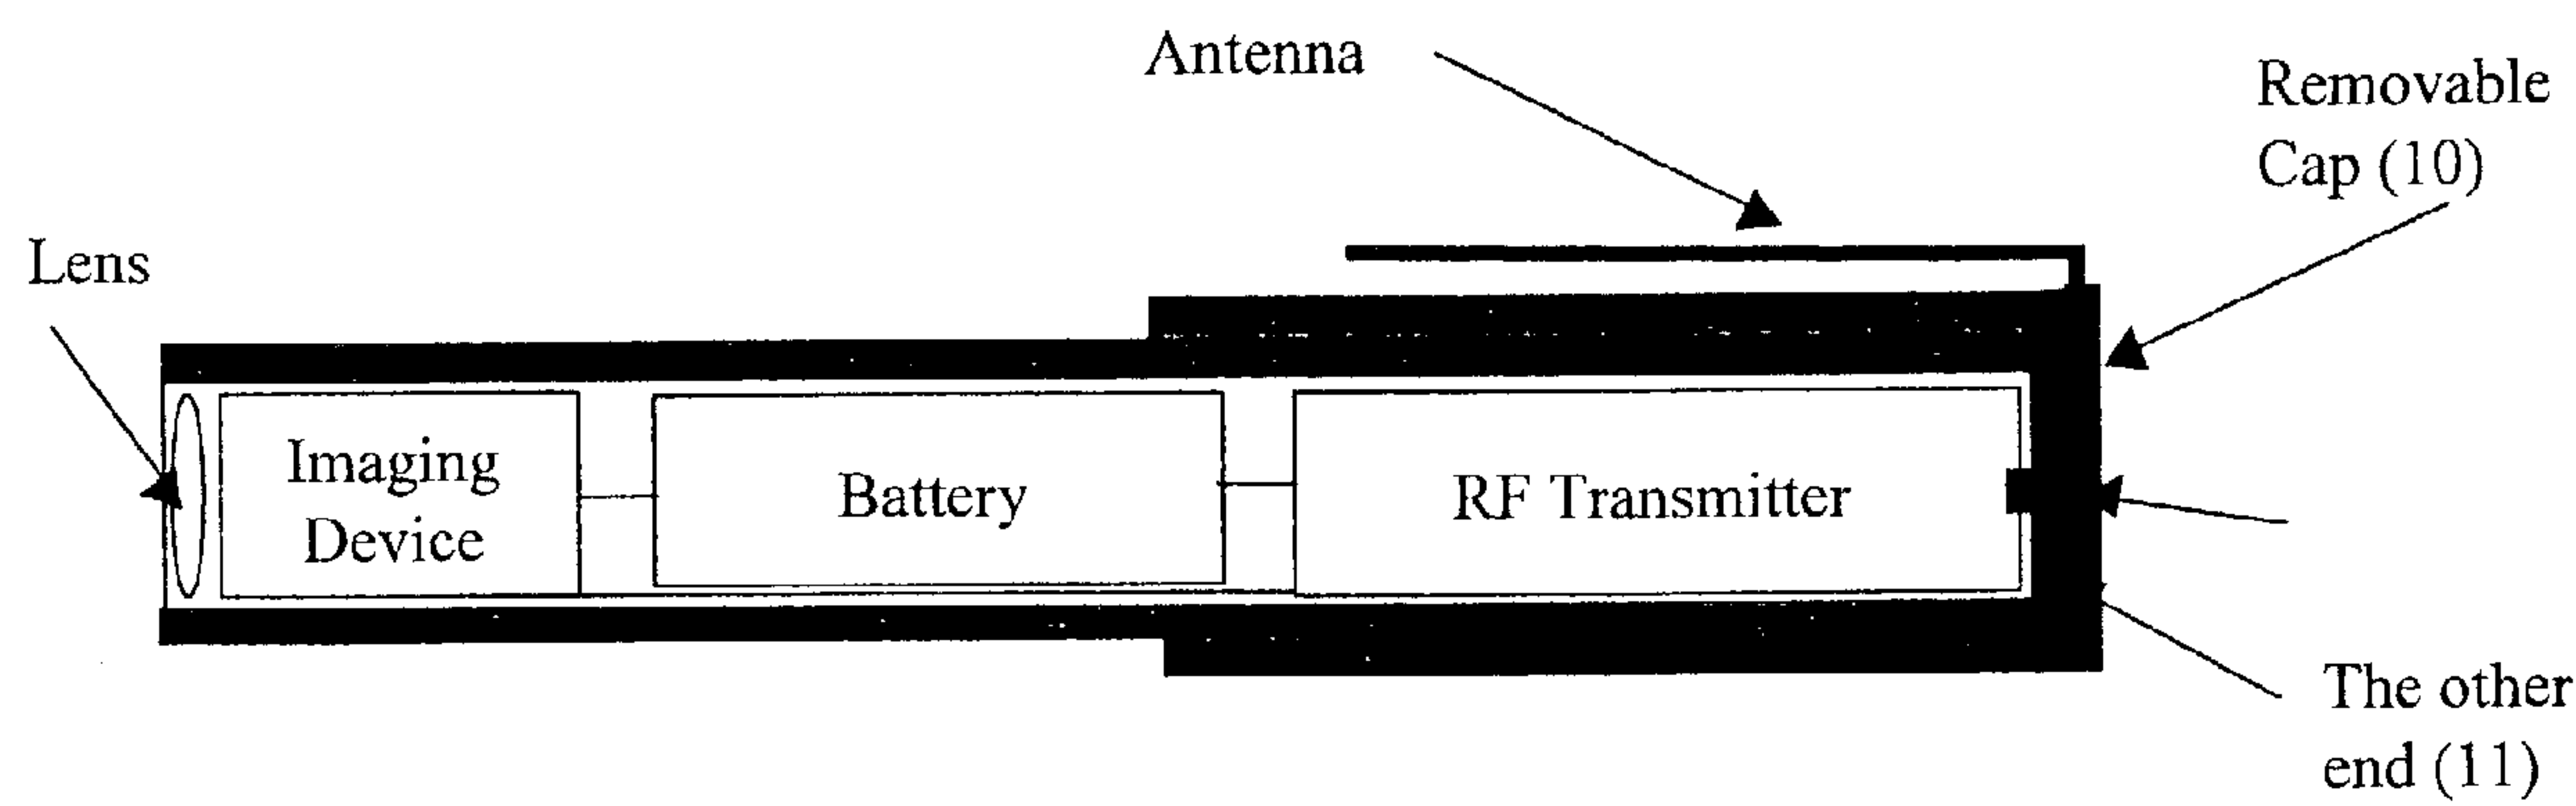 Antenna
Removable
Cap (10)
Lens
Imaging
Device
Battery
RF Transmitter
The other
end (11)